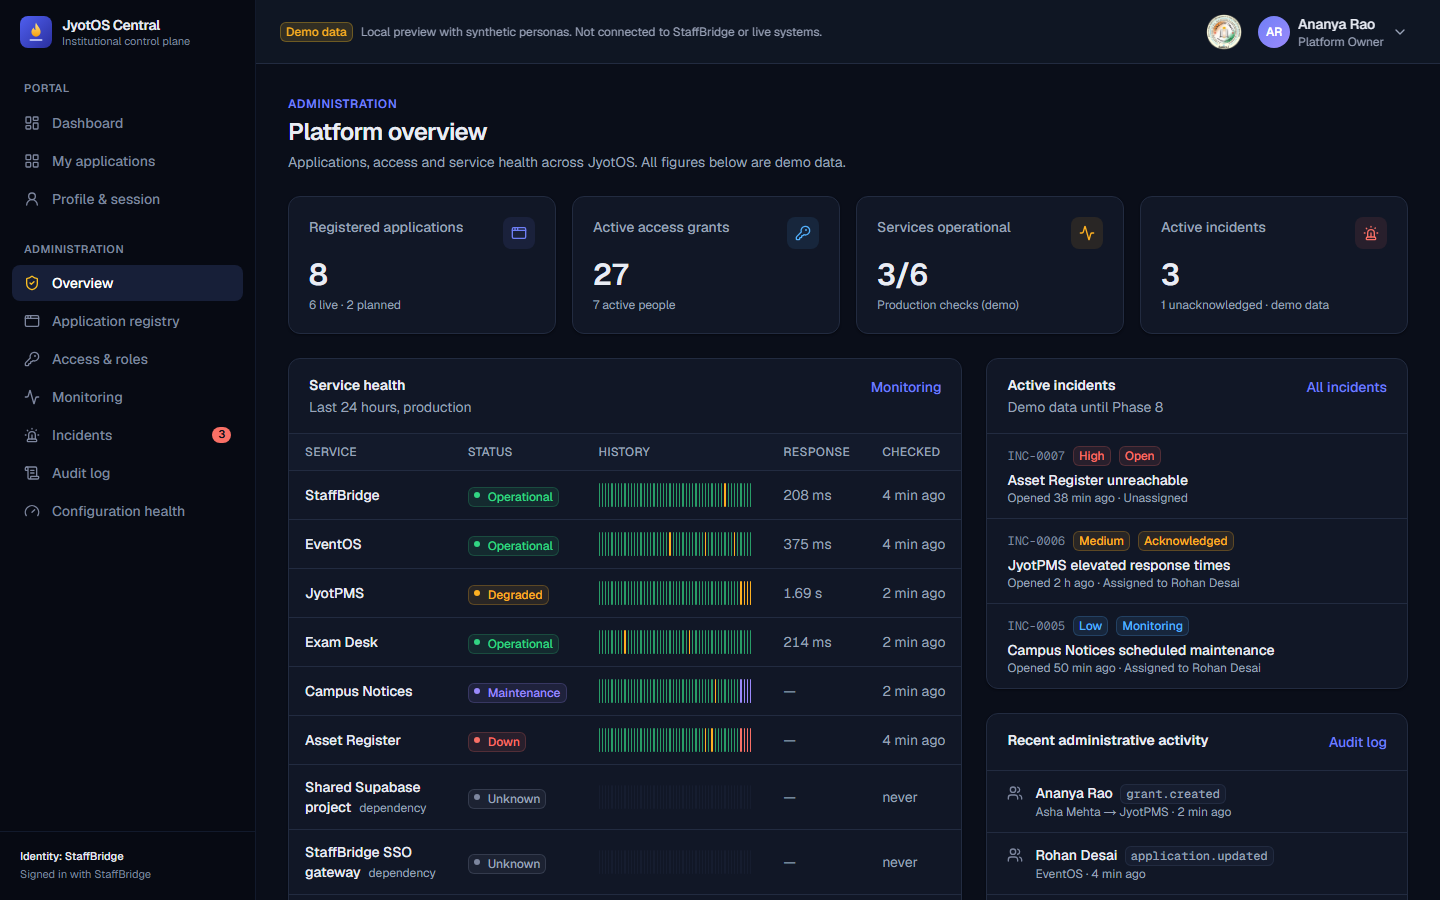 JyotOS Central
Institutional control plane
PORTAL
Dashboard
My applications
Profile & session
ADMINISTRATION
Overview
Application registry
Access & roles
Monitoring
Incidents 3
Audit log
Configuration health
Identity: StaffBridge
Signed in with StaffBridge
Demo data Local preview with synthetic personas. Not connected to StaffBridge or live systems.
AR Ananya Rao
Platform Owner
ADMINISTRATION
Platform overview
Applications, access and service health across JyotOS. All figures below are demo data.
Registered applications
8
6 live · 2 planned
Active access grants
27
7 active people
Services operational
3/6
Production checks (demo)
Active incidents
3
1 unacknowledged · demo data
Service health
Last 24 hours, production
Monitoring
SERVICE STATUS HISTORY RESPONSE CHECKED
StaffBridge Operational 208 ms 4 min ago
EventOS Operational 375 ms 4 min ago
JyotPMS Degraded 1.69 s 2 min ago
Exam Desk Operational 214 ms 2 min ago
Campus Notices Maintenance — 2 min ago
Asset Register Down — 4 min ago
Shared Supabase
project dependency Unknown — never
StaffBridge SSO
gateway dependency Unknown — never
Active incidents
Demo data until Phase 8
All incidents
INC-0007 High Open
Asset Register unreachable
Opened 38 min ago · Unassigned
INC-0006 Medium Acknowledged
JyotPMS elevated response times
Opened 2 h ago · Assigned to Rohan Desai
INC-0005 Low Monitoring
Campus Notices scheduled maintenance
Opened 50 min ago · Assigned to Rohan Desai
Recent administrative activity
Audit log
Ananya Rao grant.created
Asha Mehta → JyotPMS · 2 min ago
Rohan Desai application.updated
EventOS · 4 min ago